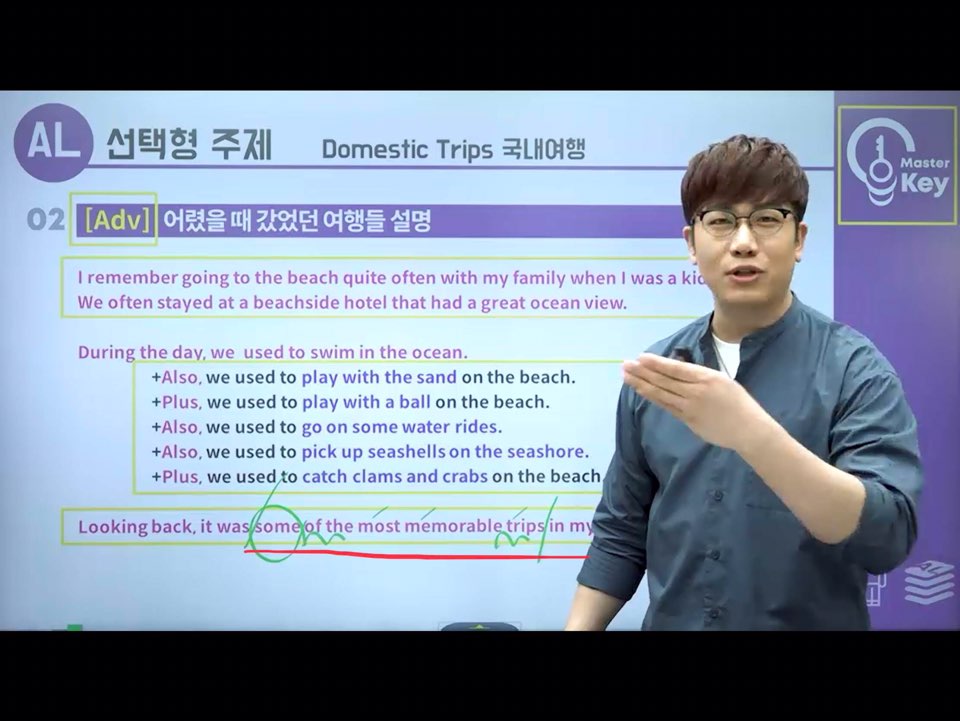 AL 선택형 주제 Domestic Trips 국내여행
Master
Key
02 [Adv] 어렸을 때 갔었던 여행들 설명
I remember going to the beach quite often with my family when I was a
We often stayed at a beachside hotel that had a great ocean view.
During the day, we used to swim in the ocean.
+Also, we used to play with the sand on the beach.
+Plus, we used to play with a ball on the beach.
+Also, we used to go on some water rides.
+Also, we used to pick up seashells on the seashore.
+Plus, we used to catch clams and crabs on the beach.
Looking back, it was some of the most memorable trips in my